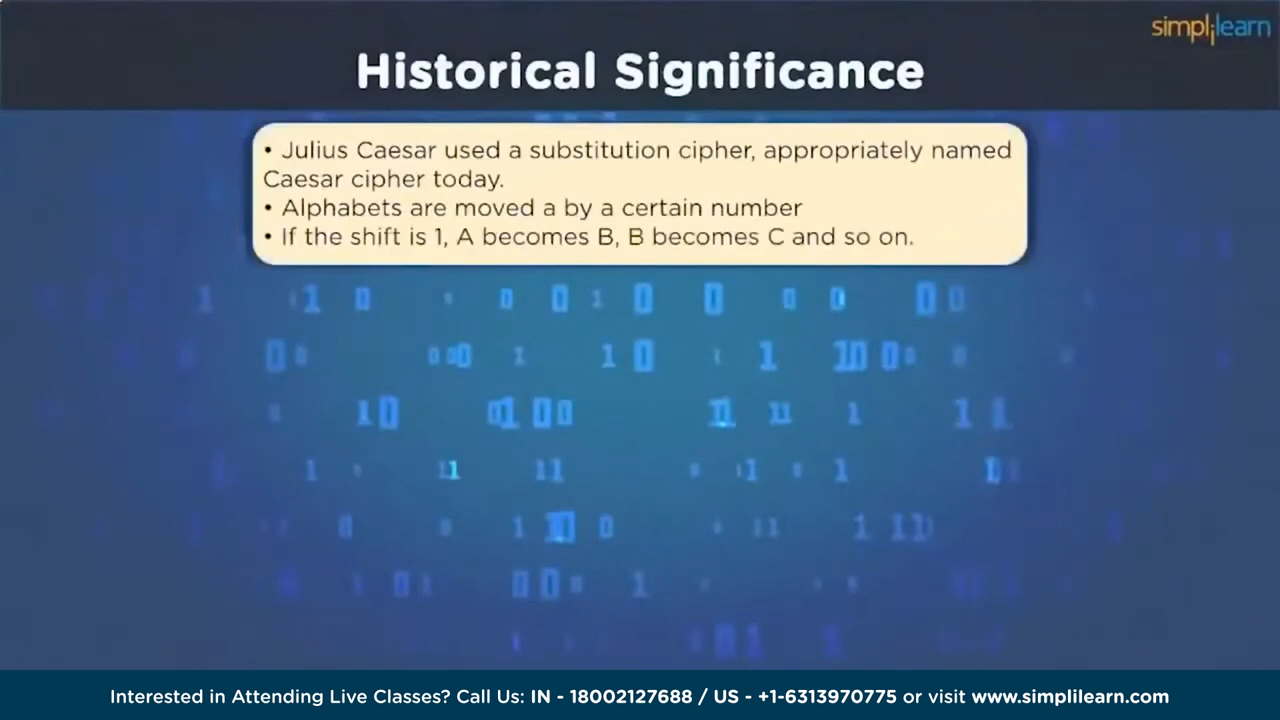 simplilearn
Historical Significance
• Julius Caesar used a substitution cipher, appropriately named
Caesar cipher today.
• Alphabets are moved a by a certain number
• If the shift is 1, A becomes B, B becomes C and so on.
Interested in Attending Live Classes? Call Us: IN - 18002127688 / US - +1-6313970775 or visit www.simplilearn.com